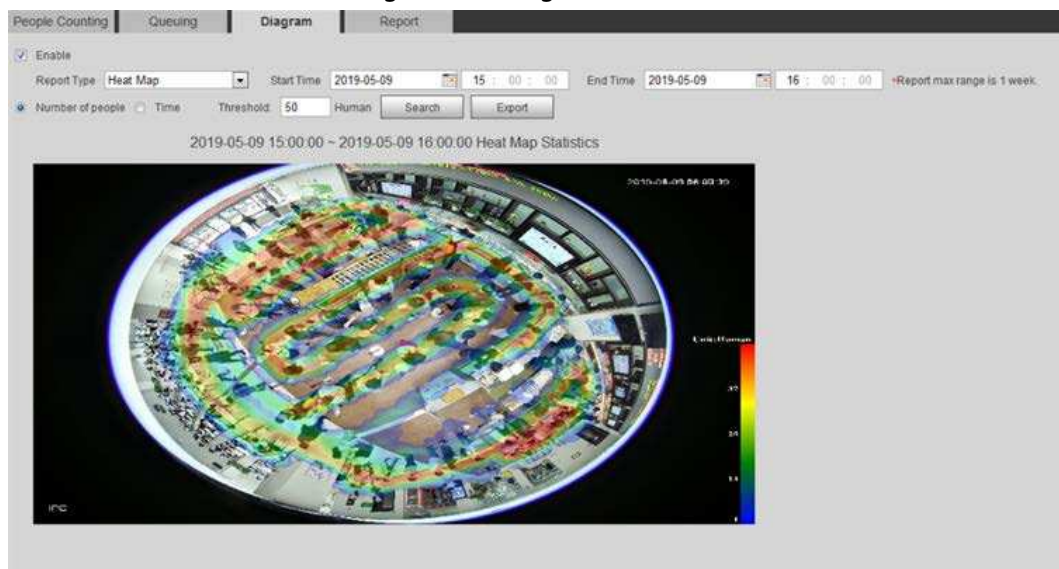 People Counting Queuing Diagram Report
Enable
Report Type Heat Map Start Time 2019-05-09 15 : 00 : 00 End Time 2019-05-09 16 : 00 : 00 *Report max range is 1 week.
Number of people Time Threshold 50 Human Search Export
2019-05-09 15:00:00 ~ 2019-05-09 16:00:00 Heat Map Statistics
Unit:Human
IPC